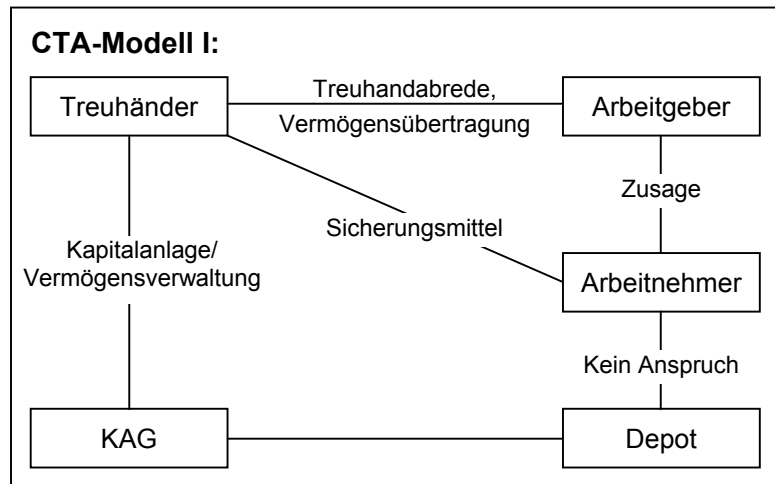 CTA-Modell I:
Treuhänder
Treuhandabrede,
Vermögensübertragung
Arbeitgeber
Zusage
Sicherungsmittel
Kapitalanlage/
Vermögensverwaltung
Arbeitnehmer
Kein Anspruch
KAG
Depot